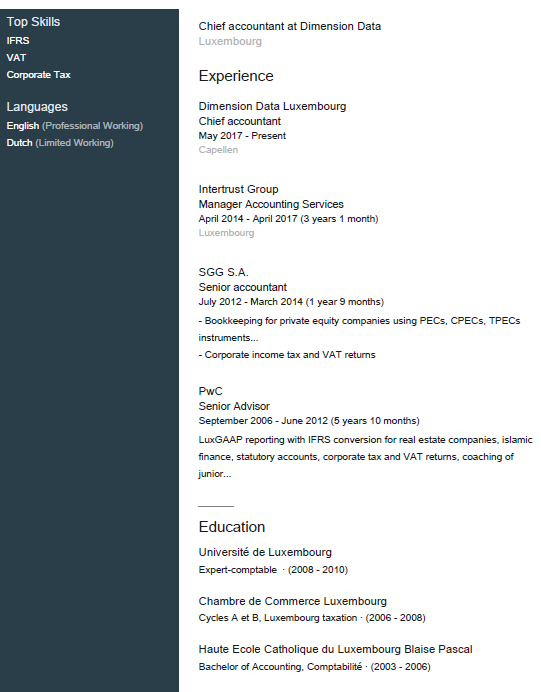 Top Skills
IFRS
VAT
Corporate Tax
Languages
English (Professional Working)
Dutch (Limited Working)
Chief accountant at Dimension Data
Luxembourg
Experience
Dimension Data Luxembourg
Chief accountant
May 2017 - Present
Capellen
Intertrust Group
Manager Accounting Services
April 2014 - April 2017 (3 years 1 month)
Luxembourg
SGG S.A.
Senior accountant
July 2012 - March 2014 (1 year 9 months)
- Bookkeeping for private equity companies using PECs, CPECs, TPECs
instruments...
- Corporate income tax and VAT returns
PwC
Senior Advisor
September 2006 - June 2012 (5 years 10 months)
LuxGAAP reporting with IFRS conversion for real estate companies, islamic
finance, statutory accounts, corporate tax and VAT returns, coaching of
junior...
Education
Université de Luxembourg
Expert-comptable · (2008 - 2010)
Chambre de Commerce Luxembourg
Cycles A et B, Luxembourg taxation · (2006 - 2008)
Haute Ecole Catholique du Luxembourg Blaise Pascal
Bachelor of Accounting, Comptabilité · (2003 - 2006)